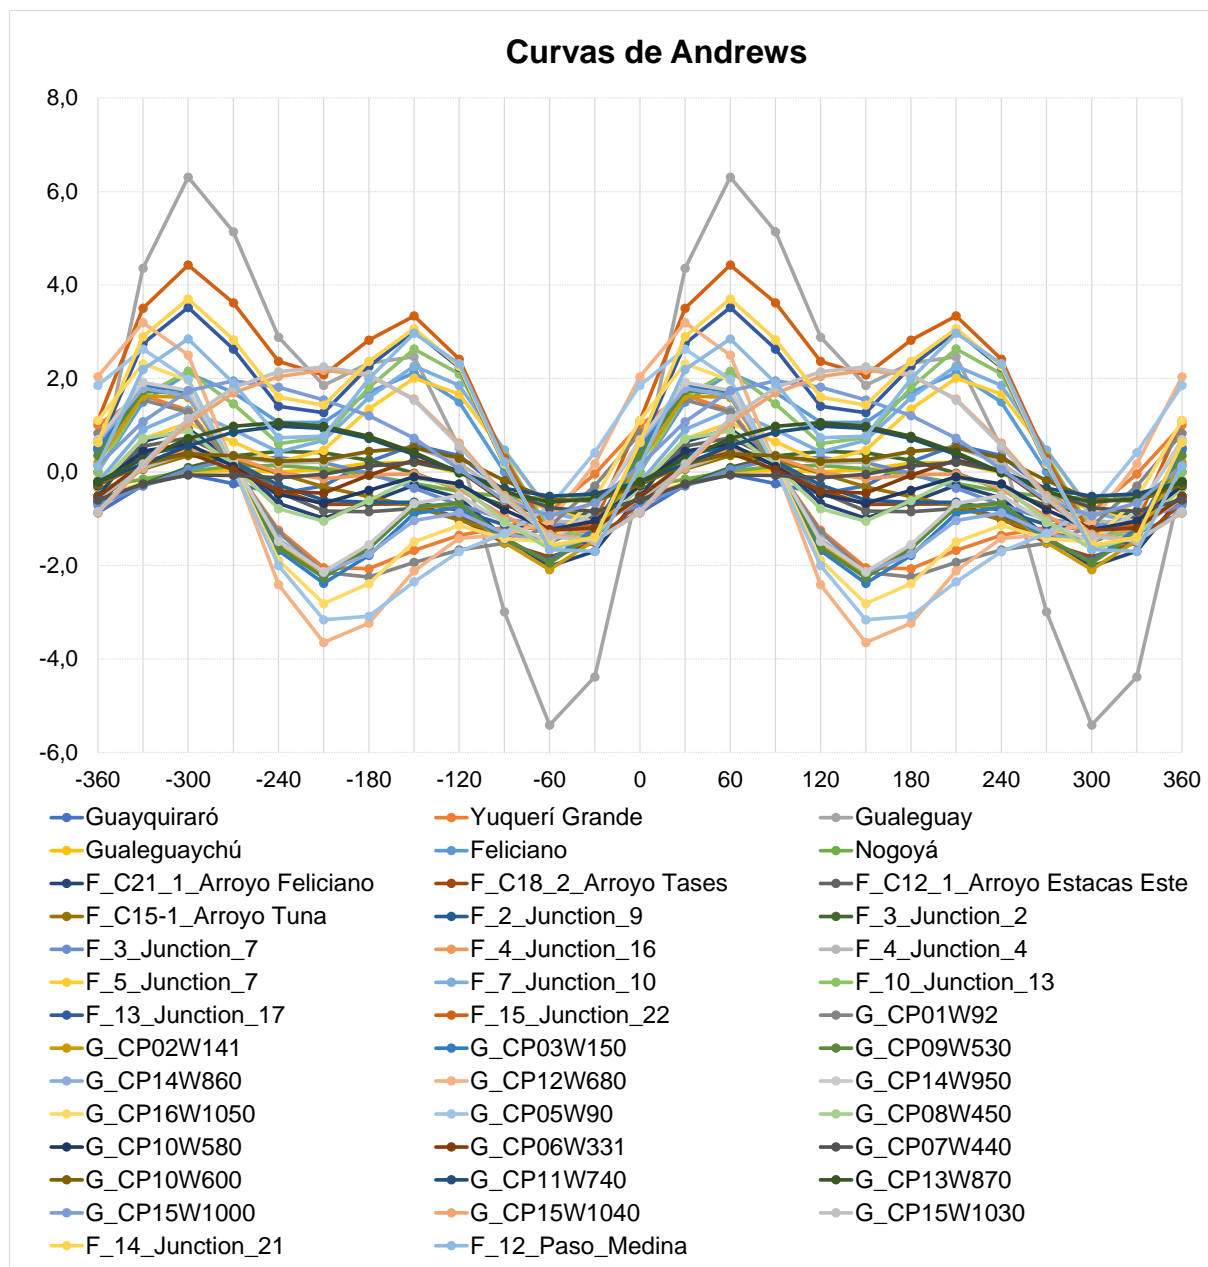 Curvas de Andrews
8,0
6,0
4,0
2,0
0,0
-2,0
-4,0
-6,0
-360 -300 -240 -180 -120 -60 0 60 120 180 240 300 360
Guayquiraró Yuquerí Grande Gualeguay
Gualeguaychú Feliciano Nogoyá
F_C21_1_Arroyo Feliciano F_C18_2_Arroyo Tases F_C12_1_Arroyo Estacas Este
F_C15-1_Arroyo Tuna F_2_Junction_9 F_3_Junction_2
F_3_Junction_7 F_4_Junction_16 F_4_Junction_4
F_5_Junction_7 F_7_Junction_10 F_10_Junction_13
F_13_Junction_17 F_15_Junction_22 G_CP01W92
G_CP02W141 G_CP03W150 G_CP09W530
G_CP14W860 G_CP12W680 G_CP14W950
G_CP16W1050 G_CP05W90 G_CP08W450
G_CP10W580 G_CP06W331 G_CP07W440
G_CP10W600 G_CP11W740 G_CP13W870
G_CP15W1000 G_CP15W1040 G_CP15W1030
F_14_Junction_21 F_12_Paso_Medina